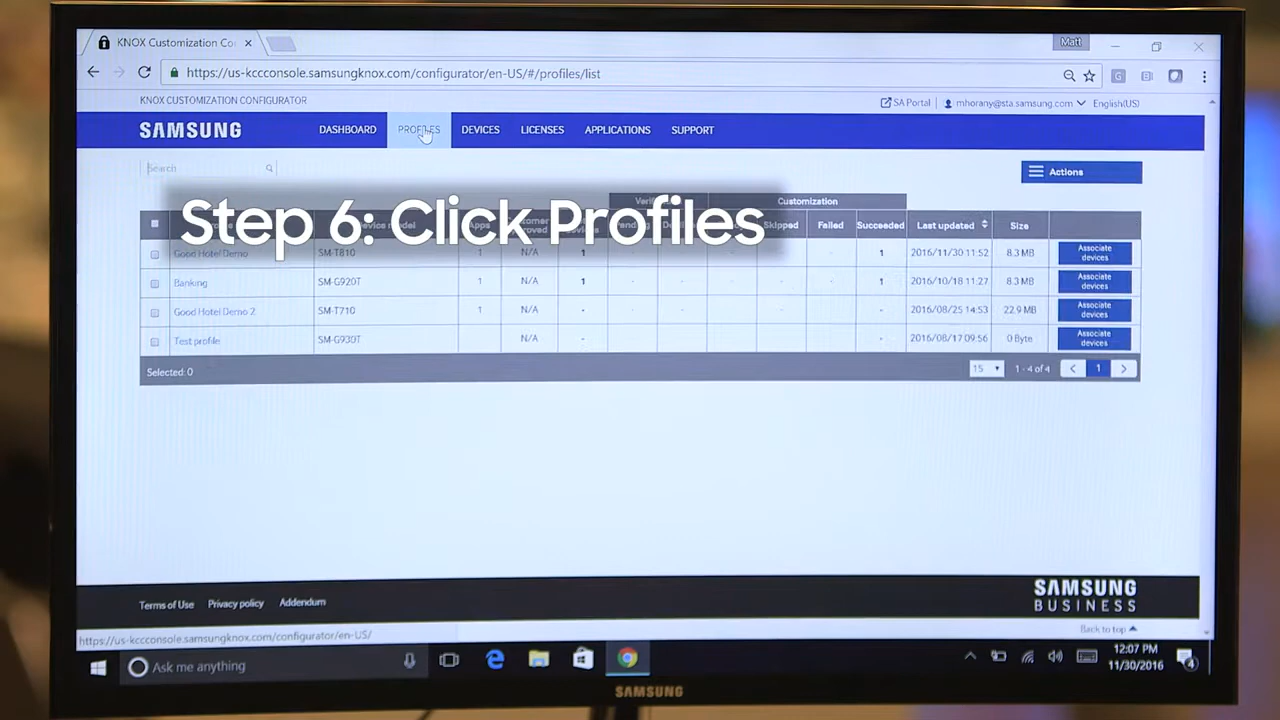 KNOX Customization Co
Matt
https://us-kccconsole.samsungknox.com/configurator/en-US/#/profiles/list
KNOX CUSTOMIZATION CONFIGURATOR
SA Portal
mhorany@sta.samsung.com
English(US)
SAMSUNG
DASHBOARD PROFILES DEVICES LICENSES APPLICATIONS SUPPORT
Search
Actions
Step 6: Click Profiles
Customization
Apps Skipped Failed Succeeded Last updated Size
Good Hotel Demo SM-T810 1 N/A 1 - 1 2016/11/30 11:52 8.3 MB Associate devices
Banking SM-G920T 1 N/A 1 - - - - - - 2016/10/18 11:27 8.3 MB Associate devices
Good Hotel Demo 2 SM-T710 1 N/A - - - - - - - 2016/08/25 14:53 22.9 MB Associate devices
Test profile SM-G930T N/A - - 2016/08/17 09:56 0 Byte Associate devices
Selected: 0
15
1 - 4 of 4
< 1 >
Terms of Use Privacy policy Addendum
SAMSUNG
BUSINESS
Back to top
https://us-kccconsole.samsungknox.com/configurator/en-US/
Ask me anything
12:07 PM
11/30/2016
4
SAMSUNG